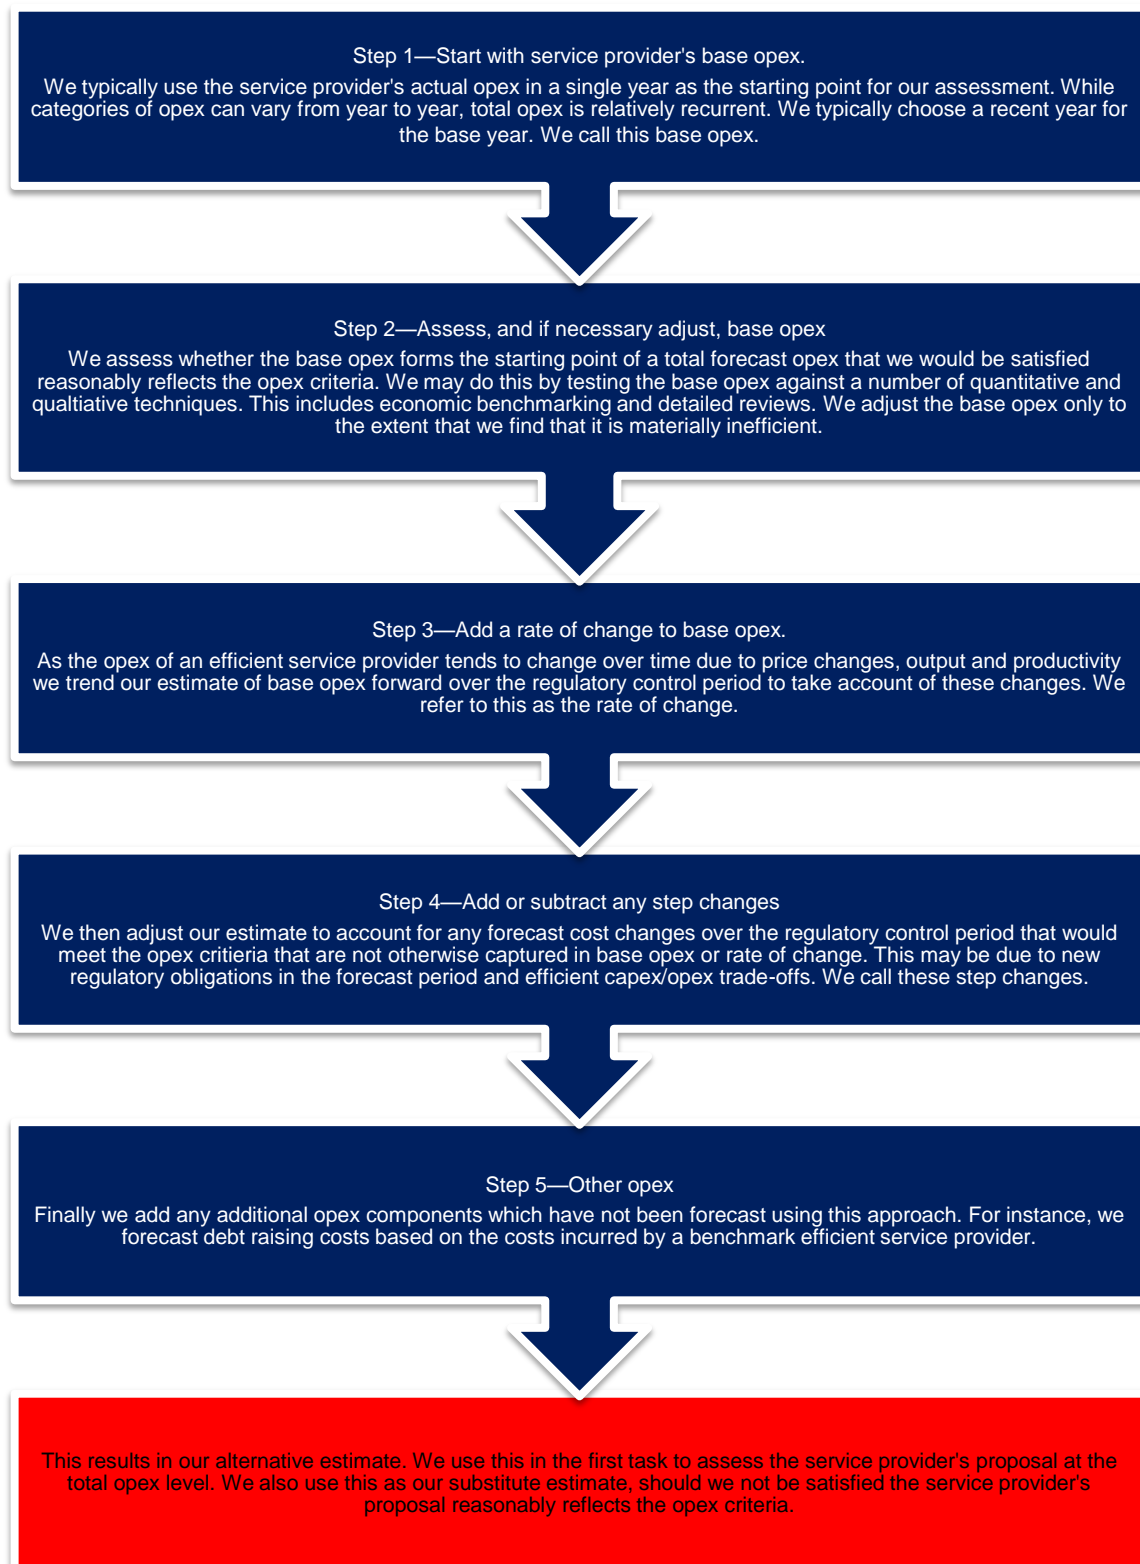 Step 1—Start with service provider's base opex.
We typically use the service provider's actual opex in a single year as the starting point for our assessment. While
categories of opex can vary from year to year, total opex is relatively recurrent. We typically choose a recent year for
the base year. We call this base opex.
Step 2—Assess, and if necessary adjust, base opex
We assess whether the base opex forms the starting point of a total forecast opex that we would be satisfied
reasonably reflects the opex criteria. We may do this by testing the base opex against a number of quantitative and
qualtiative techniques. This includes economic benchmarking and detailed reviews. We adjust the base opex only to
the extent that we find that it is materially inefficient.
Step 3—Add a rate of change to base opex.
As the opex of an efficient service provider tends to change over time due to price changes, output and productivity
we trend our estimate of base opex forward over the regulatory control period to take account of these changes. We
refer to this as the rate of change.
Step 4—Add or subtract any step changes
We then adjust our estimate to account for any forecast cost changes over the regulatory control period that would
meet the opex critieria that are not otherwise captured in base opex or rate of change. This may be due to new
regulatory obligations in the forecast period and efficient capex/opex trade-offs. We call these step changes.
Step 5—Other opex
Finally we add any additional opex components which have not been forecast using this approach. For instance, we
forecast debt raising costs based on the costs incurred by a benchmark efficient service provider.
This results in our alternative estimate. We use this in the first task to assess the service provider's proposal at the
total opex level. We also use this as our substitute estimate, should we not be satisfied the service provider's
proposal reasonably reflects the opex criteria.